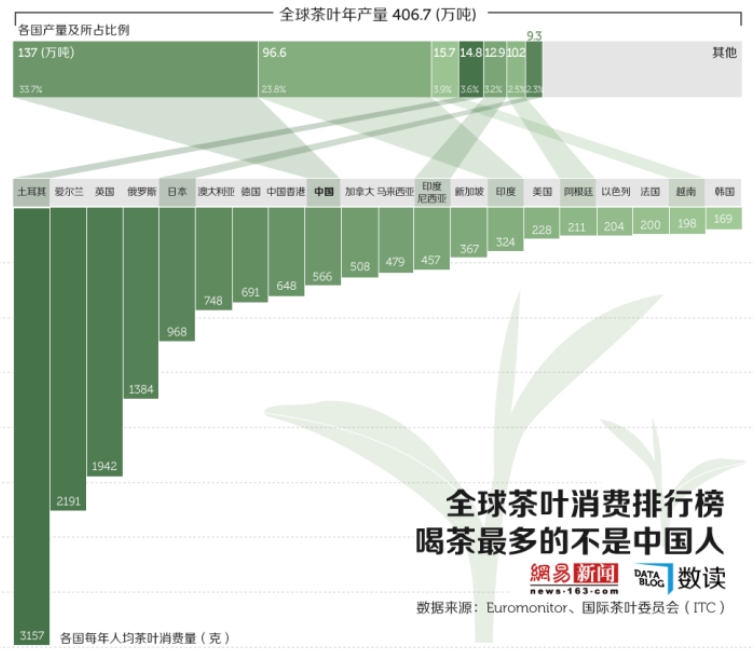 全球茶叶年产量 406.7 (万吨)
各国产量及所占比例
9.3
137 (万吨) 96.6 15.7 14.8 12.9 10.2 其他
33.7% 23.8% 3.9% 3.6% 3.2% 2.5% 2.3%
土耳其 爱尔兰 英国 俄罗斯 日本 澳大利亚 德国 中国香港 中国 加拿大 马来西亚 印度尼西亚 新加坡 印度 美国 阿根廷 以色列 法国 越南 韩国
3157 2191 1942 1384 968 748 691 648 566 508 479 457 367 324 228 211 204 200 198 169
各国每年人均茶叶消费量（克）
全球茶叶消费排行榜
喝茶最多的不是中国人
網易 新闻 DATA BLOG 数读
news·163·com
数据来源：Euromonitor、国际茶叶委员会（ITC）